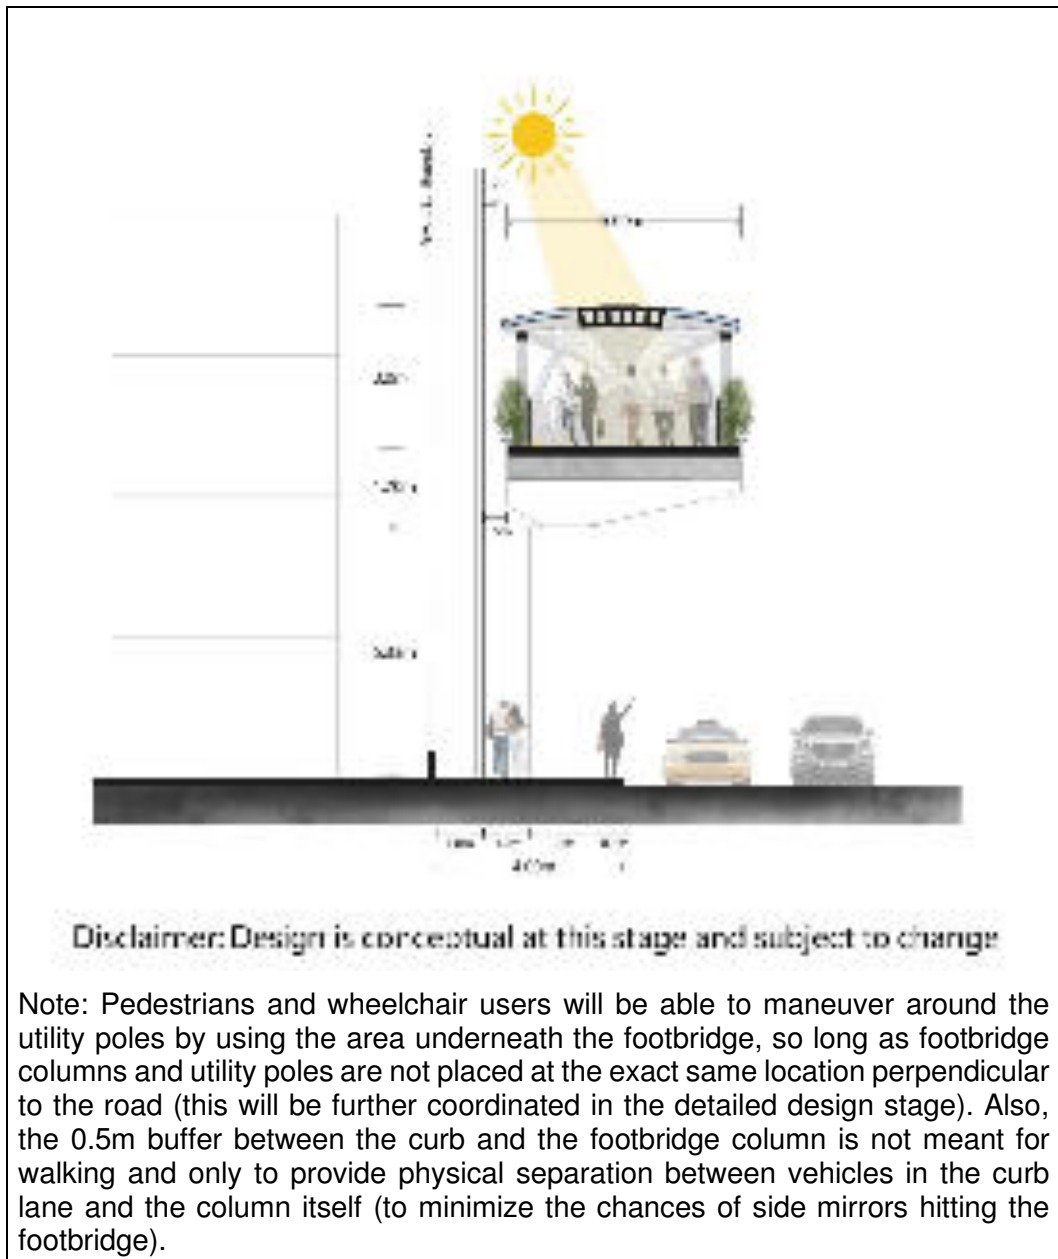 4.00m
Disclaimer: Design is conceptual at this stage and subject to change
Note: Pedestrians and wheelchair users will be able to maneuver around the
utility poles by using the area underneath the footbridge, so long as footbridge
columns and utility poles are not placed at the exact same location perpendicular
to the road (this will be further coordinated in the detailed design stage). Also,
the 0.5m buffer between the curb and the footbridge column is not meant for
walking and only to provide physical separation between vehicles in the curb
lane and the column itself (to minimize the chances of side mirrors hitting the
footbridge).